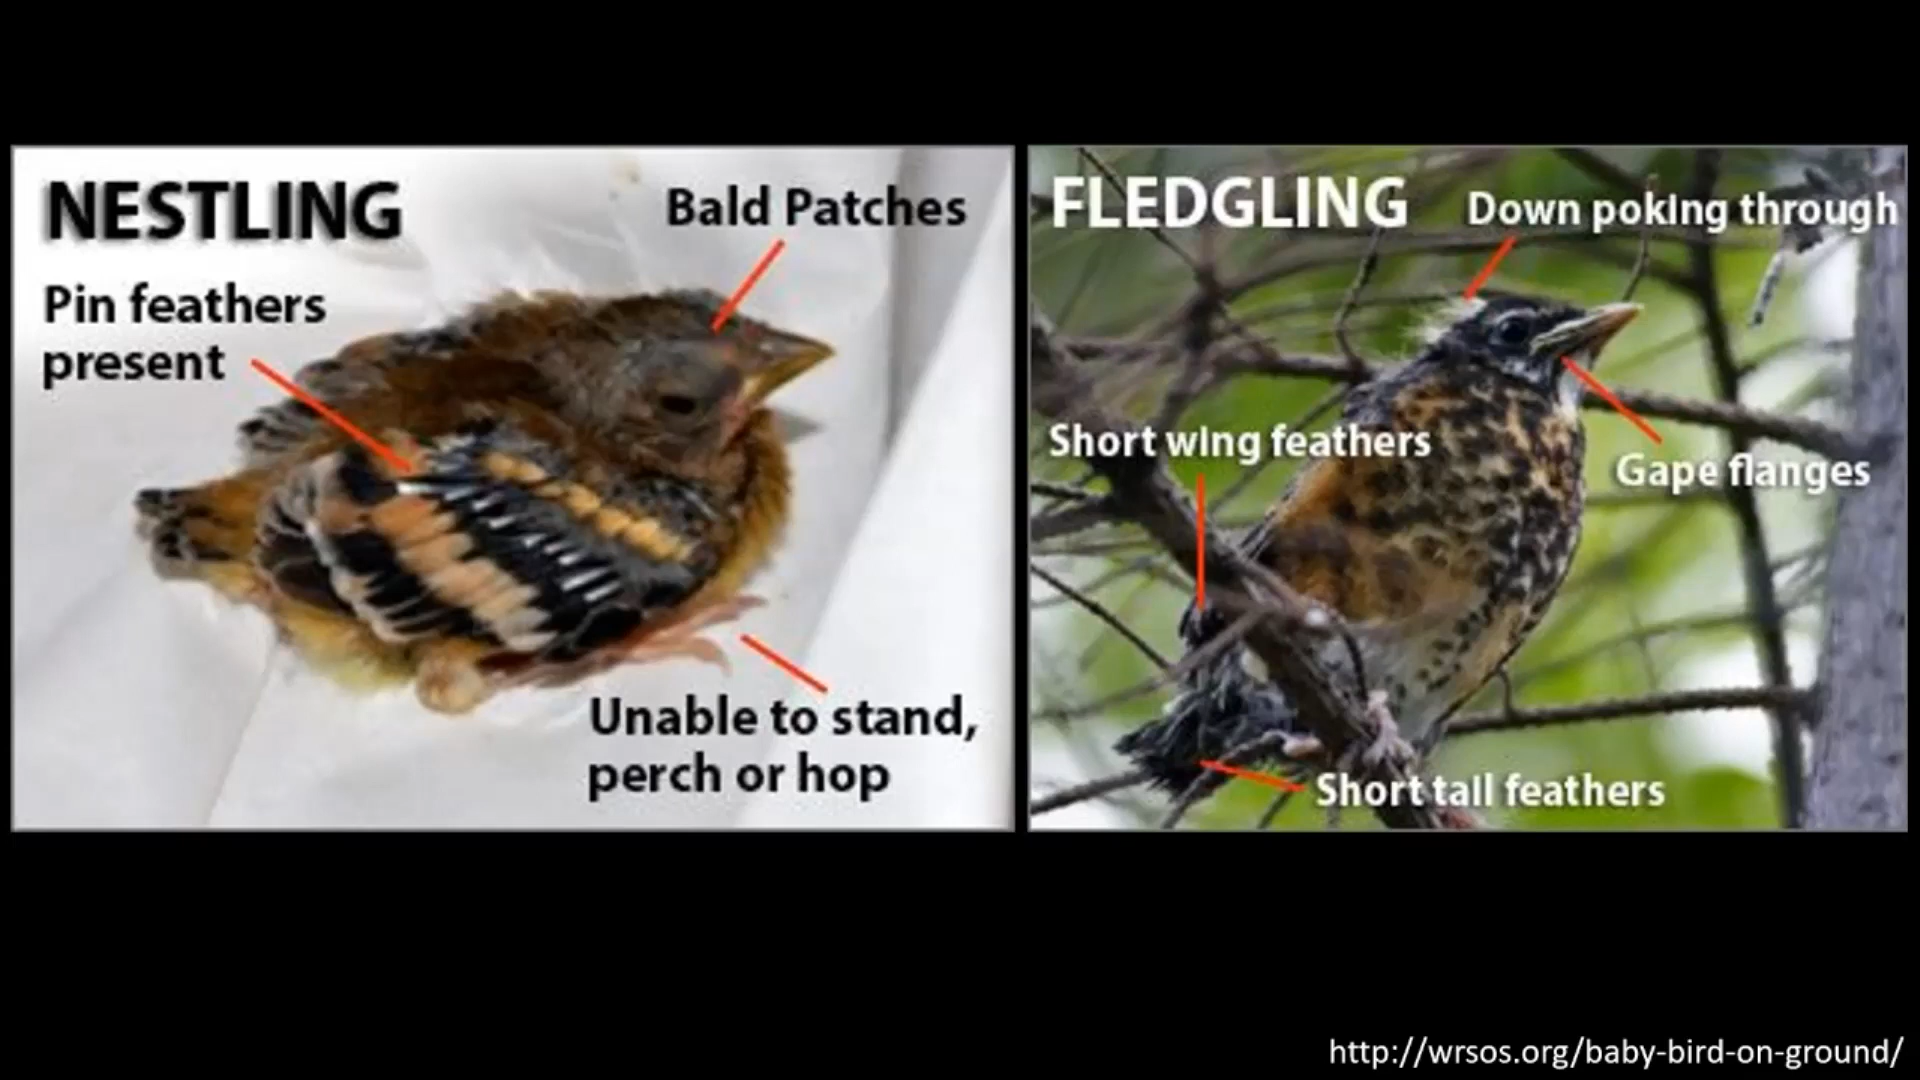 NESTLING
Bald Patches
Pin feathers
present
Unable to stand,
perch or hop
FLEDGLING
Down poking through
Short wing feathers
Gape flanges
Short tail feathers
http://wrsos.org/baby-bird-on-ground/